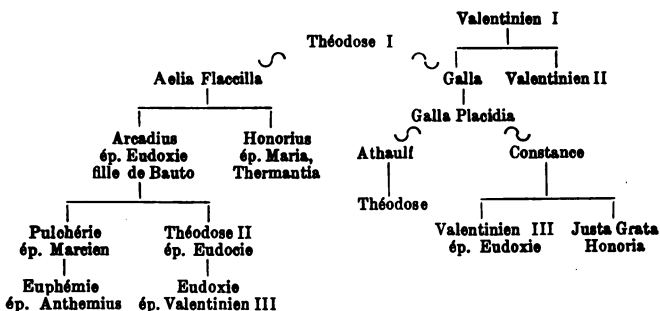 Valentinien I
Théodose I
Aelia Flaccilla
Galla
Valentinien II
Galla Placidia
Arcadius
ép. Eudoxie
fille de Bauto
Honorius
ép. Maria,
Thermantia
Athaulf
Constance
Théodose
Pulchérie
ép. Marcien
Théodose II
ép. Eudocie
Valentinien III
ép. Eudoxie
Justa Grata
Honoria
Euphémie
ép. Anthemius
Eudoxie
ép. Valentinien III